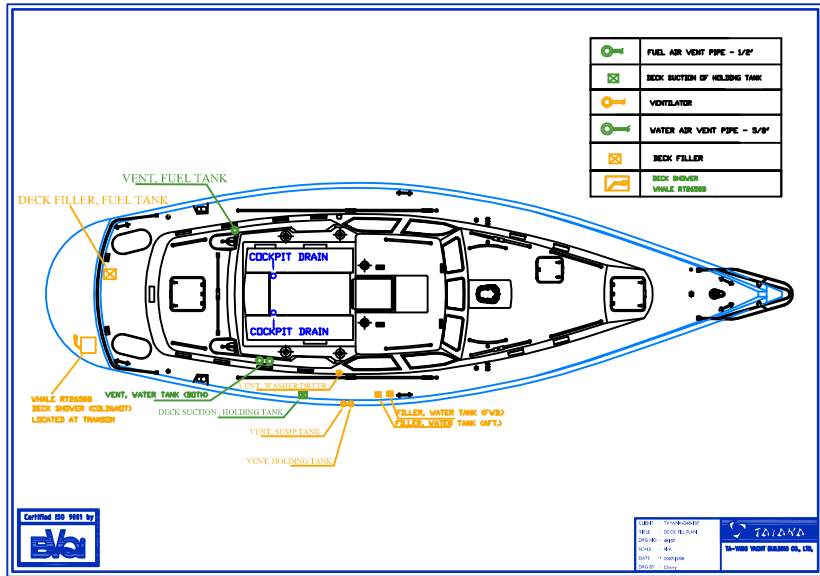 FUEL AIR VENT PIPE - 1/2"
DECK SUCTION OF HOLDING TANK
VENTILATOR
WATER AIR VENT PIPE - 5/8"
DECK FILLER
DECK SHOWER
WHALE RT2658B
VENT, FUEL TANK
DECK FILLER, FUEL TANK
COCKPIT DRAIN
COCKPIT DRAIN
VENT, WASHER/DRYER
VENT, WATER TANK (BOTH)
DECK SUCTION , HOLDING TANK
WHALE RT2658B
DECK SHOWER (COLD&HOT)
LOCATED AT TRANSON
FILLER, WATER TANK (FWD.)
FILLER, WATER TANK (AFT.)
VENT, SUMP TANK
VENT, HOLDING TANK
Certified ISO 9001 by
CLIENT :
TITLE : DECK FILL PLAN
DRG NO :
SCALE : N/A
DATE :
DRG BY : Cherry
TAYANA
TA-YANG YACHT BUILDING CO., LTD.